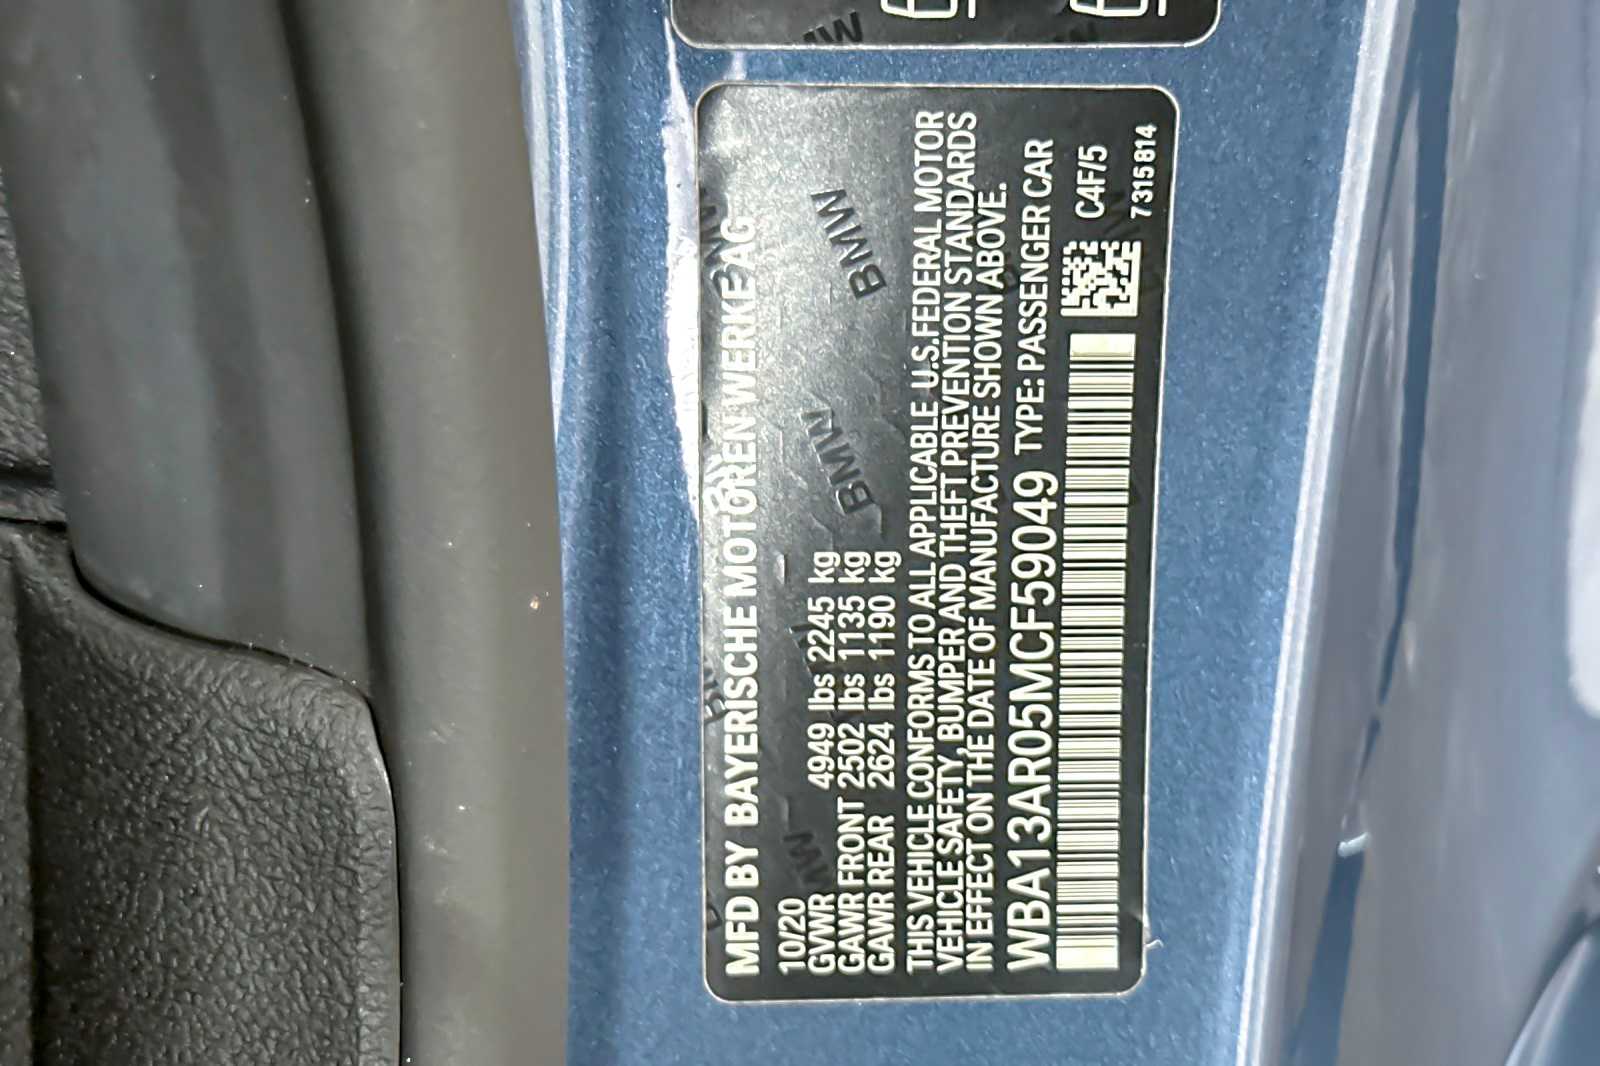 MFD BY BAYERISCHE MOTOREN WERKE AG
10/20
GVWR 4949 lbs 2245 kg
GAWR FRONT 2502 lbs 1135 kg
GAWR REAR 2624 lbs 1190 kg
THIS VEHICLE CONFORMS TO ALL APPLICABLE U.S. FEDERAL MOTOR
VEHICLE SAFETY, BUMPER AND THEFT PREVENTION STANDARDS
IN EFFECT ON THE DATE OF MANUFACTURE SHOWN ABOVE.
WBA13AR05MCF59049 TYPE: PASSENGER CAR
C4F/5
7315814
BMW
BMW